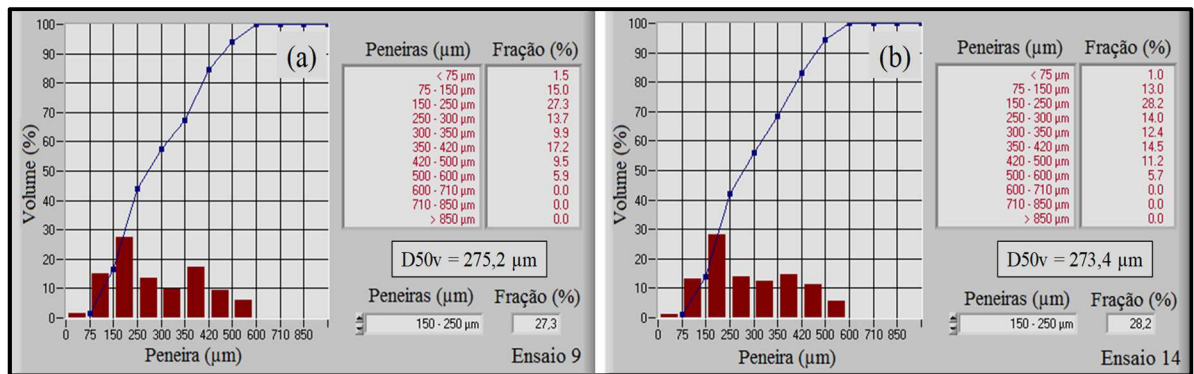 (a)
Volume (%)
100
90
80
70
60
50
40
30
20
10
0
0 75 150 250 300 350 420 500 600 710 850
Peneira (µm)
Peneiras (µm) Fração (%)
< 75 µm 1.5
75 - 150 µm 15.0
150 - 250 µm 27.3
250 - 300 µm 13.7
300 - 350 µm 9.9
350 - 420 µm 17.2
420 - 500 µm 9.5
500 - 600 µm 5.9
600 - 710 µm 0.0
710 - 850 µm 0.0
> 850 µm 0.0
D50v = 275,2 µm
Peneiras (µm) Fração (%)
150 - 250 µm 27,3
Ensaio 9
(b)
Volume (%)
100
90
80
70
60
50
40
30
20
10
0
0 75 150 250 300 350 420 500 600 710 850
Peneira (µm)
Peneiras (µm) Fração (%)
< 75 µm 1.0
75 - 150 µm 13.0
150 - 250 µm 28.2
250 - 300 µm 14.0
300 - 350 µm 12.4
350 - 420 µm 14.5
420 - 500 µm 11.2
500 - 600 µm 5.7
600 - 710 µm 0.0
710 - 850 µm 0.0
> 850 µm 0.0
D50v = 273,4 µm
Peneiras (µm) Fração (%)
150 - 250 µm 28,2
Ensaio 14